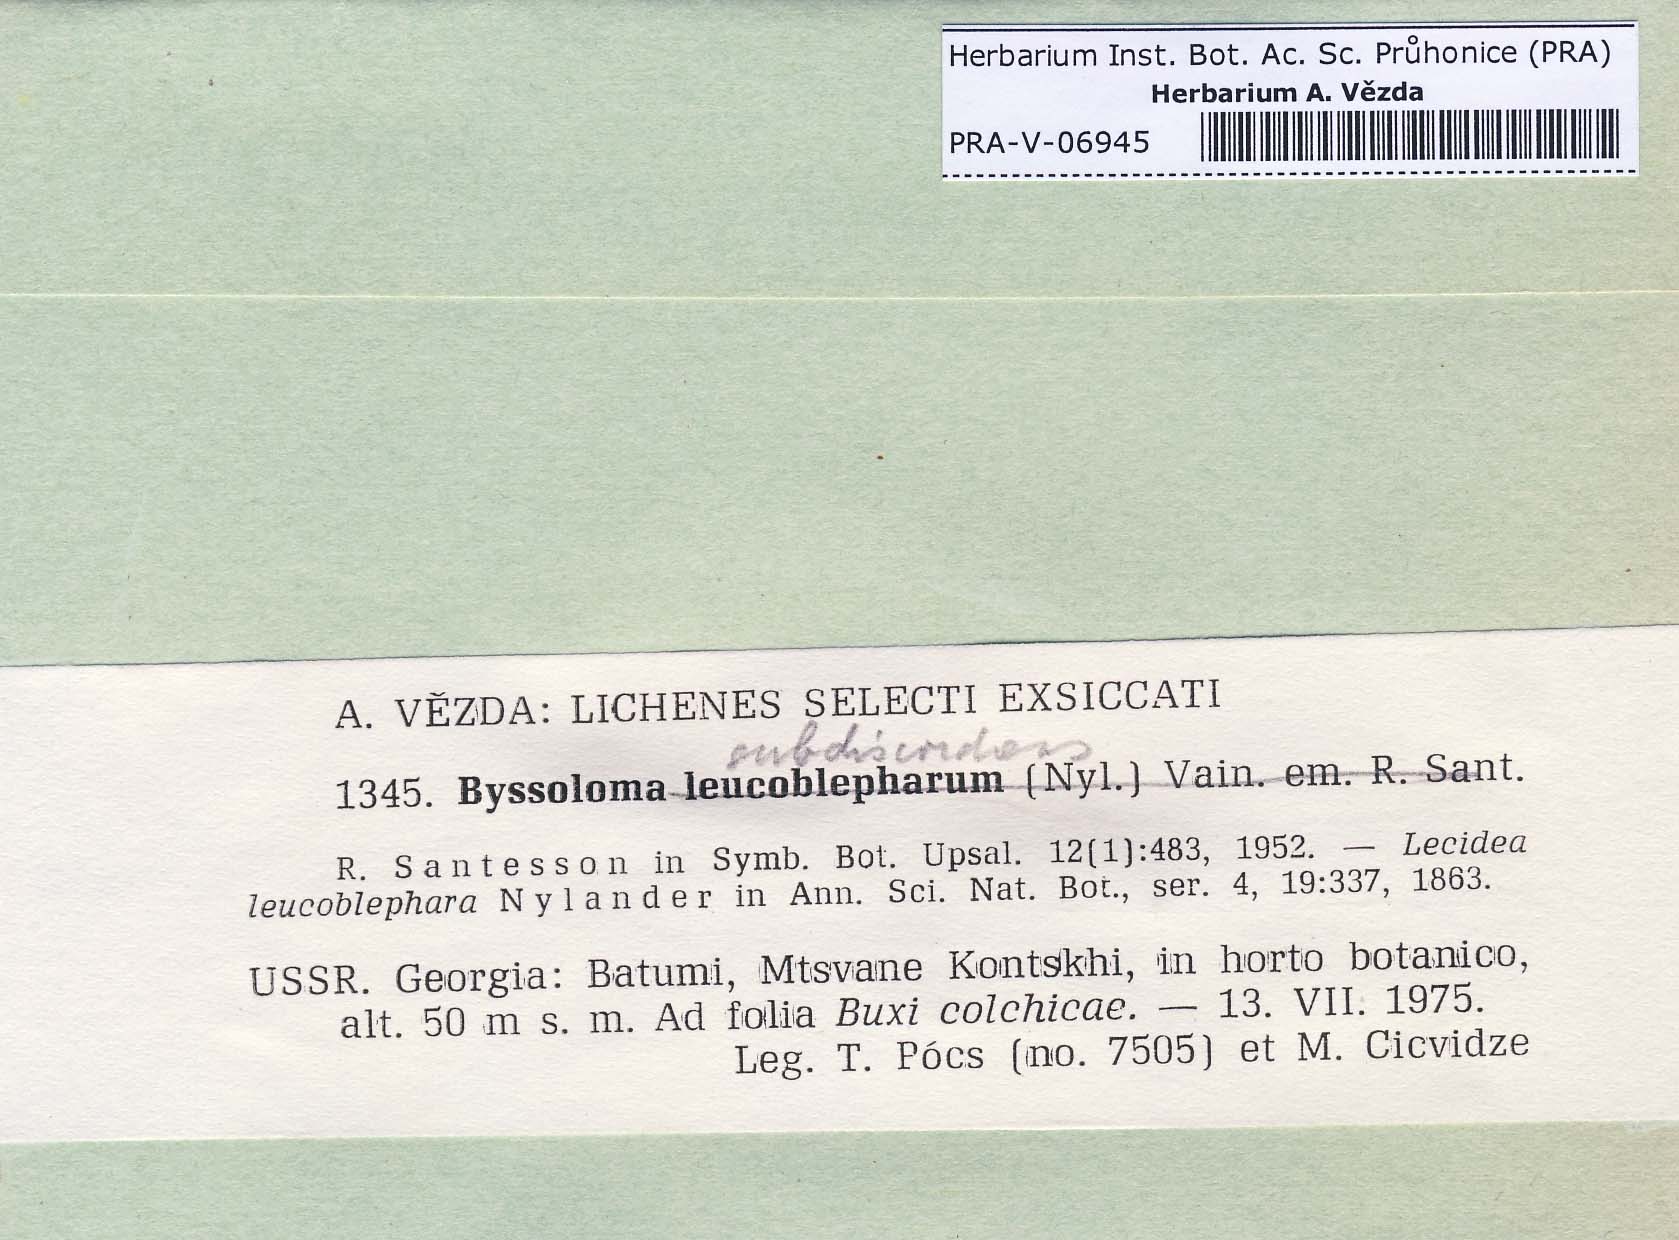 Herbarium Inst. Bot. Ac. Sc. Průhonice (PRA)
Herbarium A. Vězda
PRA-V-06945
A. VĚZDA: LICHENES SELECTI EXSICCATI
subdiscordans
1345. Byssoloma leucoblepharum (Nyl.) Vain. em. R. Sant.
R. Santesson in Symb. Bot. Upsal. 12(1):483, 1952. — Lecidea
leucoblephara Nylander in Ann. Sci. Nat. Bot., ser. 4, 19:337, 1863.
USSR. Georgia: Batumi, Mtsvane Kontskhi, in horto botanico,
alt. 50 m s. m. Ad folia Buxi colchicae. — 13. VII. 1975.
Leg. T. Pócs (no. 7505) et M. Cicvidze